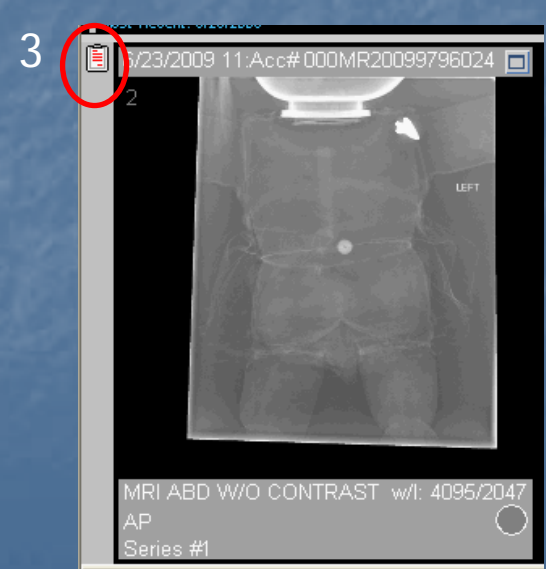 3
6/23/2009 11:Acc# 000MR20099796024
2
LEFT
MRI ABD W/O CONTRAST w/l: 4095/2047
AP
Series #1